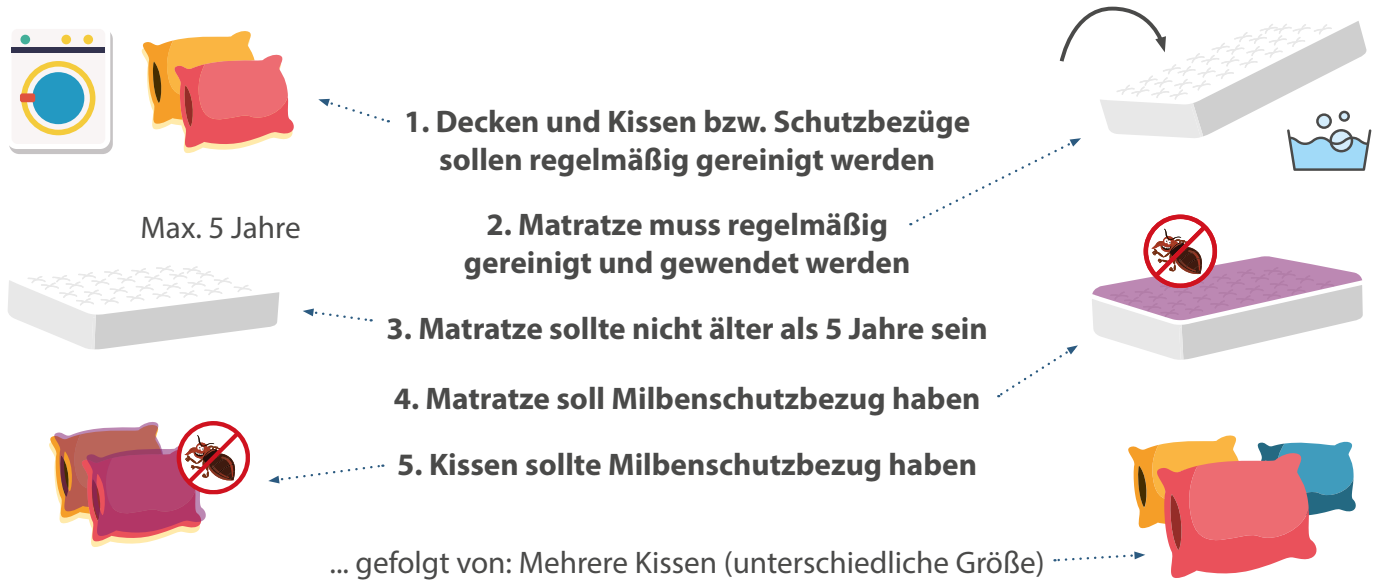 1. Decken und Kissen bzw. Schutzbezüge
sollen regelmäßig gereinigt werden
Max. 5 Jahre
2. Matratze muss regelmäßig
gereinigt und gewendet werden
3. Matratze sollte nicht älter als 5 Jahre sein
4. Matratze soll Milbenschutzbezug haben
5. Kissen sollte Milbenschutzbezug haben
... gefolgt von: Mehrere Kissen (unterschiedliche Größe)